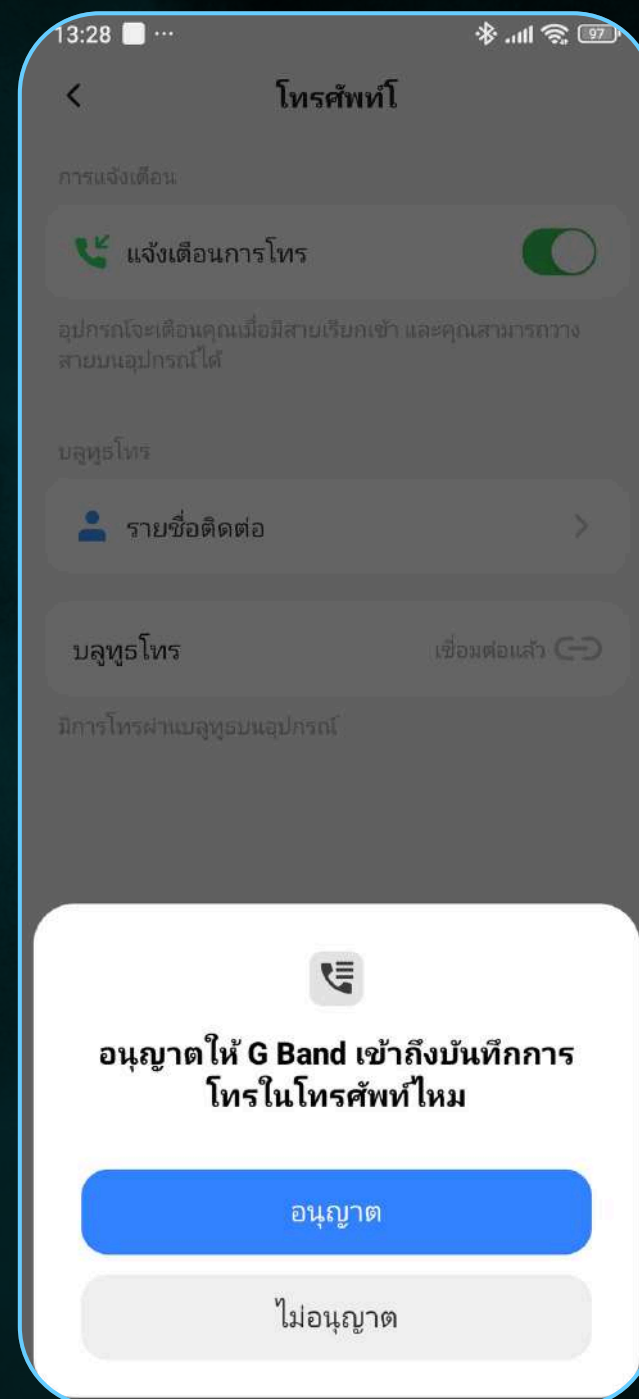 13:28 ...
97
โทรศัพท์โ
การแจ้งเตือน
แจ้งเตือนการโทร
อุปกรณ์จะเตือนคุณเมื่อมีสายเรียกเข้า และคุณสามารถวาง
สายบนอุปกรณ์ได้
บลูทูธโทร
รายชื่อติดต่อ
บลูทูธโทร
เชื่อมต่อแล้ว
มีการโทรผ่านบลูทูธบนอุปกรณ์
อนุญาตให้ G Band เข้าถึงบันทึกการ
โทรในโทรศัพท์ไหม
อนุญาต
ไม่อนุญาต